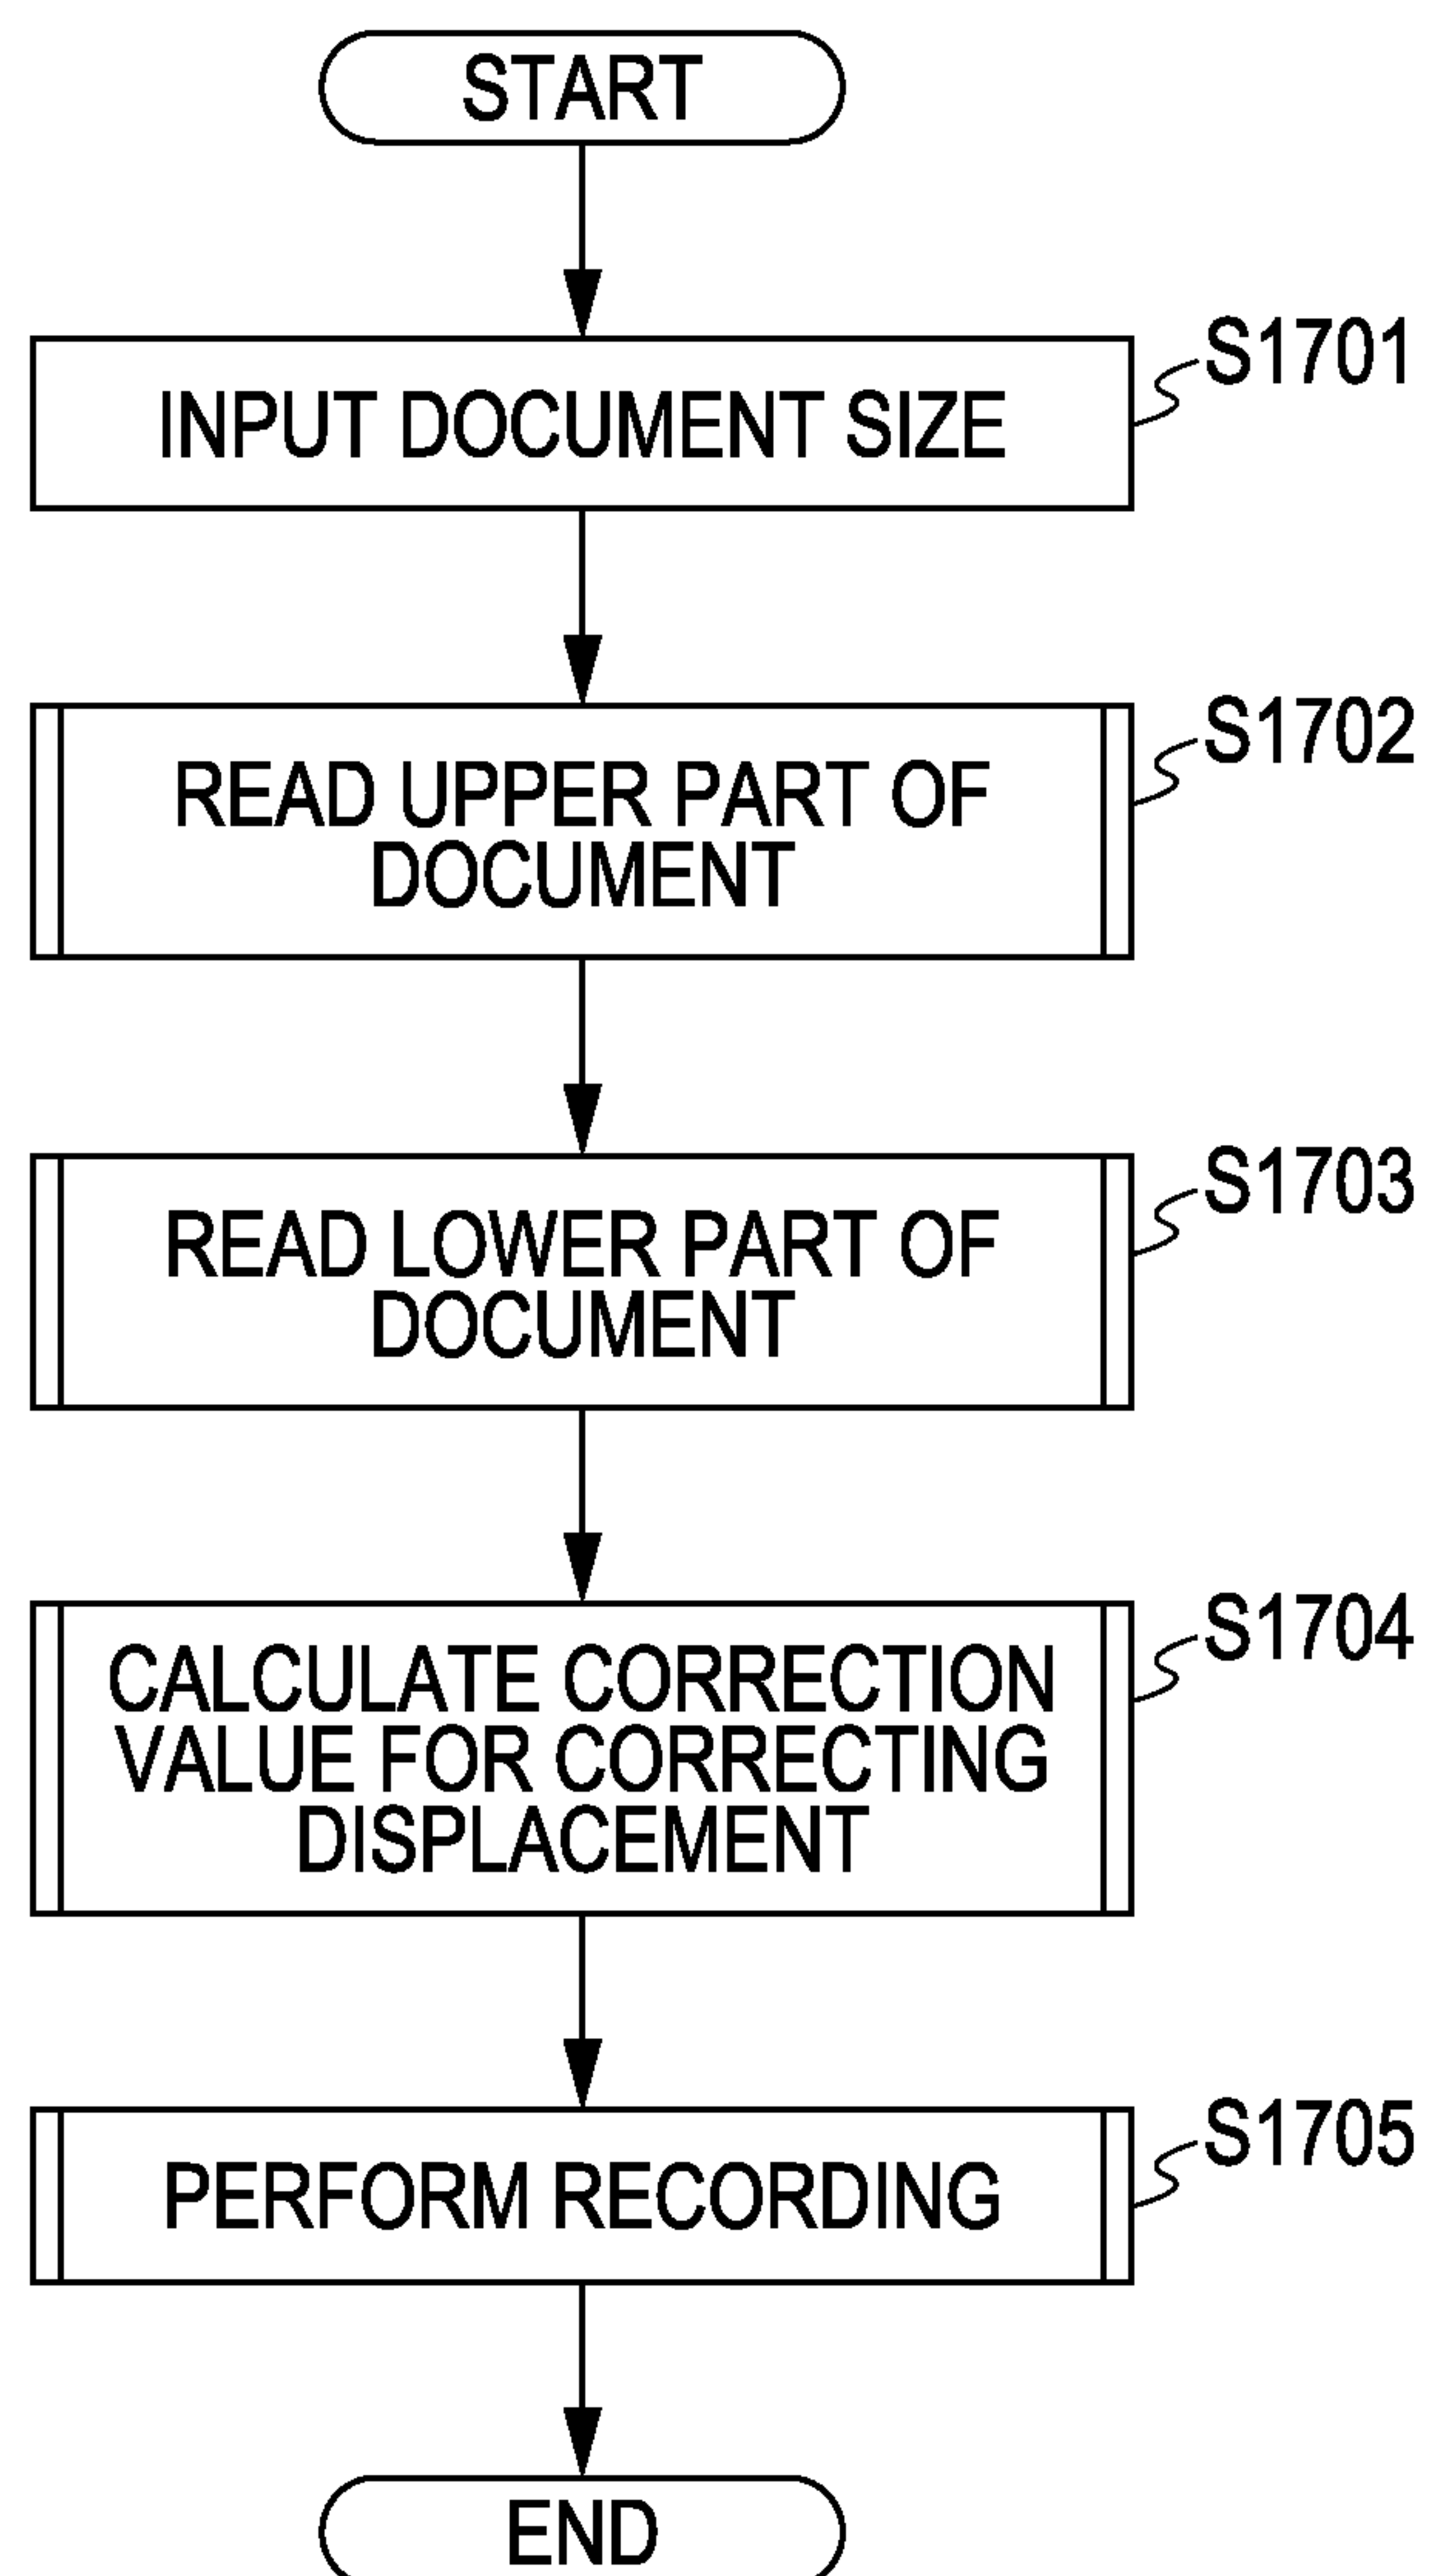 START
INPUT DOCUMENT SIZE
S1701
READ UPPER PART OF
DOCUMENT
S1702
READ LOWER PART OF
DOCUMENT
S1703
CALCULATE CORRECTION
VALUE FOR CORRECTING
DISPLACEMENT
S1704
PERFORM RECORDING
S1705
END